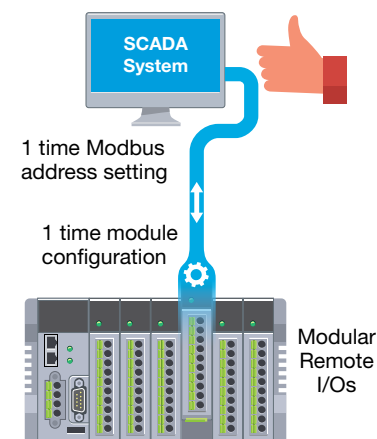 SCADA
System
1 time Modbus
address setting
1 time module
configuration
Modular
Remote
I/Os